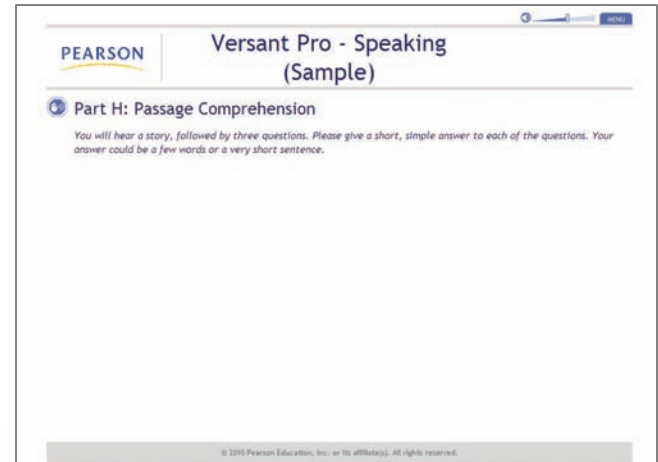 MENU
PEARSON
Versant Pro - Speaking
(Sample)
Part H: Passage Comprehension
You will hear a story, followed by three questions. Please give a short, simple answer to each of the questions. Your
answer could be a few words or a very short sentence.
© 2010 Pearson Education, Inc. or its affiliate(s). All rights reserved.